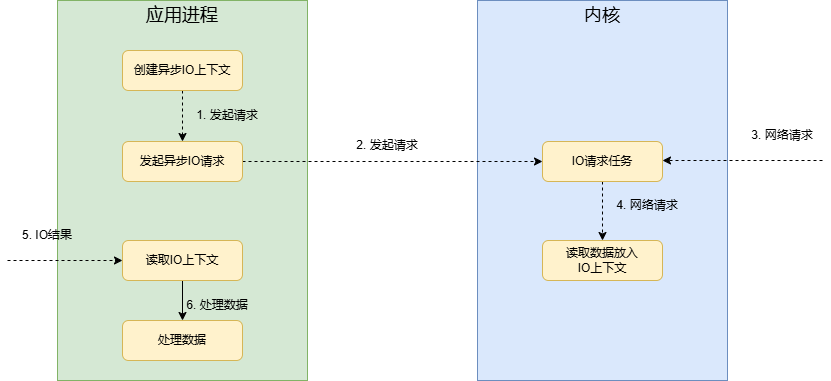 应用进程
内核
创建异步IO上下文
1. 发起请求
发起异步IO请求
2. 发起请求
IO请求任务
3. 网络请求
4. 网络请求
5. IO结果
读取IO上下文
读取数据放入
IO上下文
6. 处理数据
处理数据